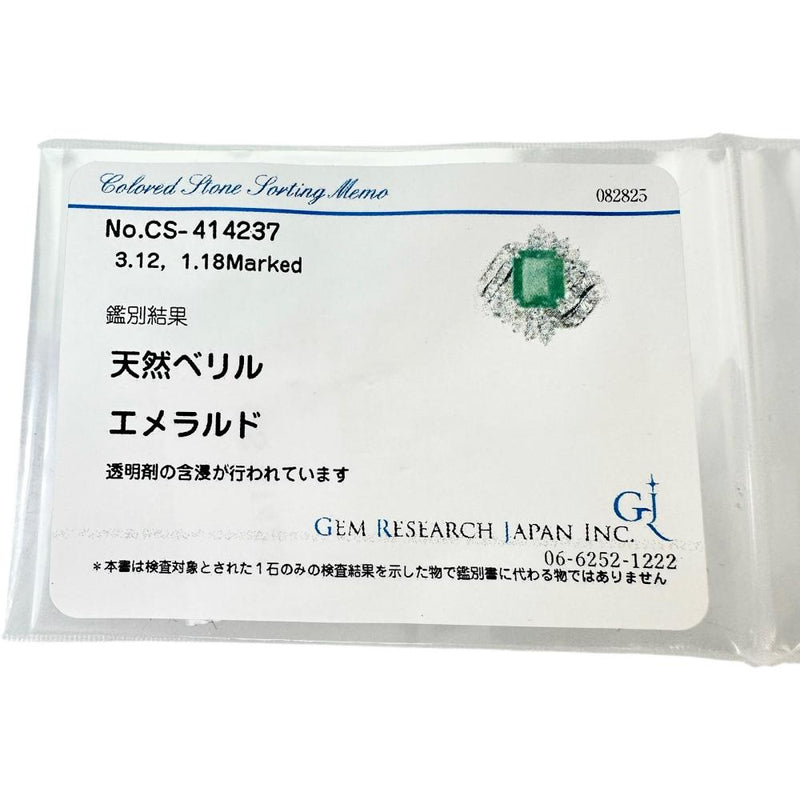 Colored Stone Sorting Memo
082825
No.CS-414237
3.12, 1.18Marked
鑑別結果
天然ベリル
エメラルド
透明剤の含浸が行われています
GJ
GEM RESEARCH JAPAN INC.
06-6252-1222
*本書は検査対象とされた1石のみの検査結果を示した物で鑑別書に代わる物ではありません